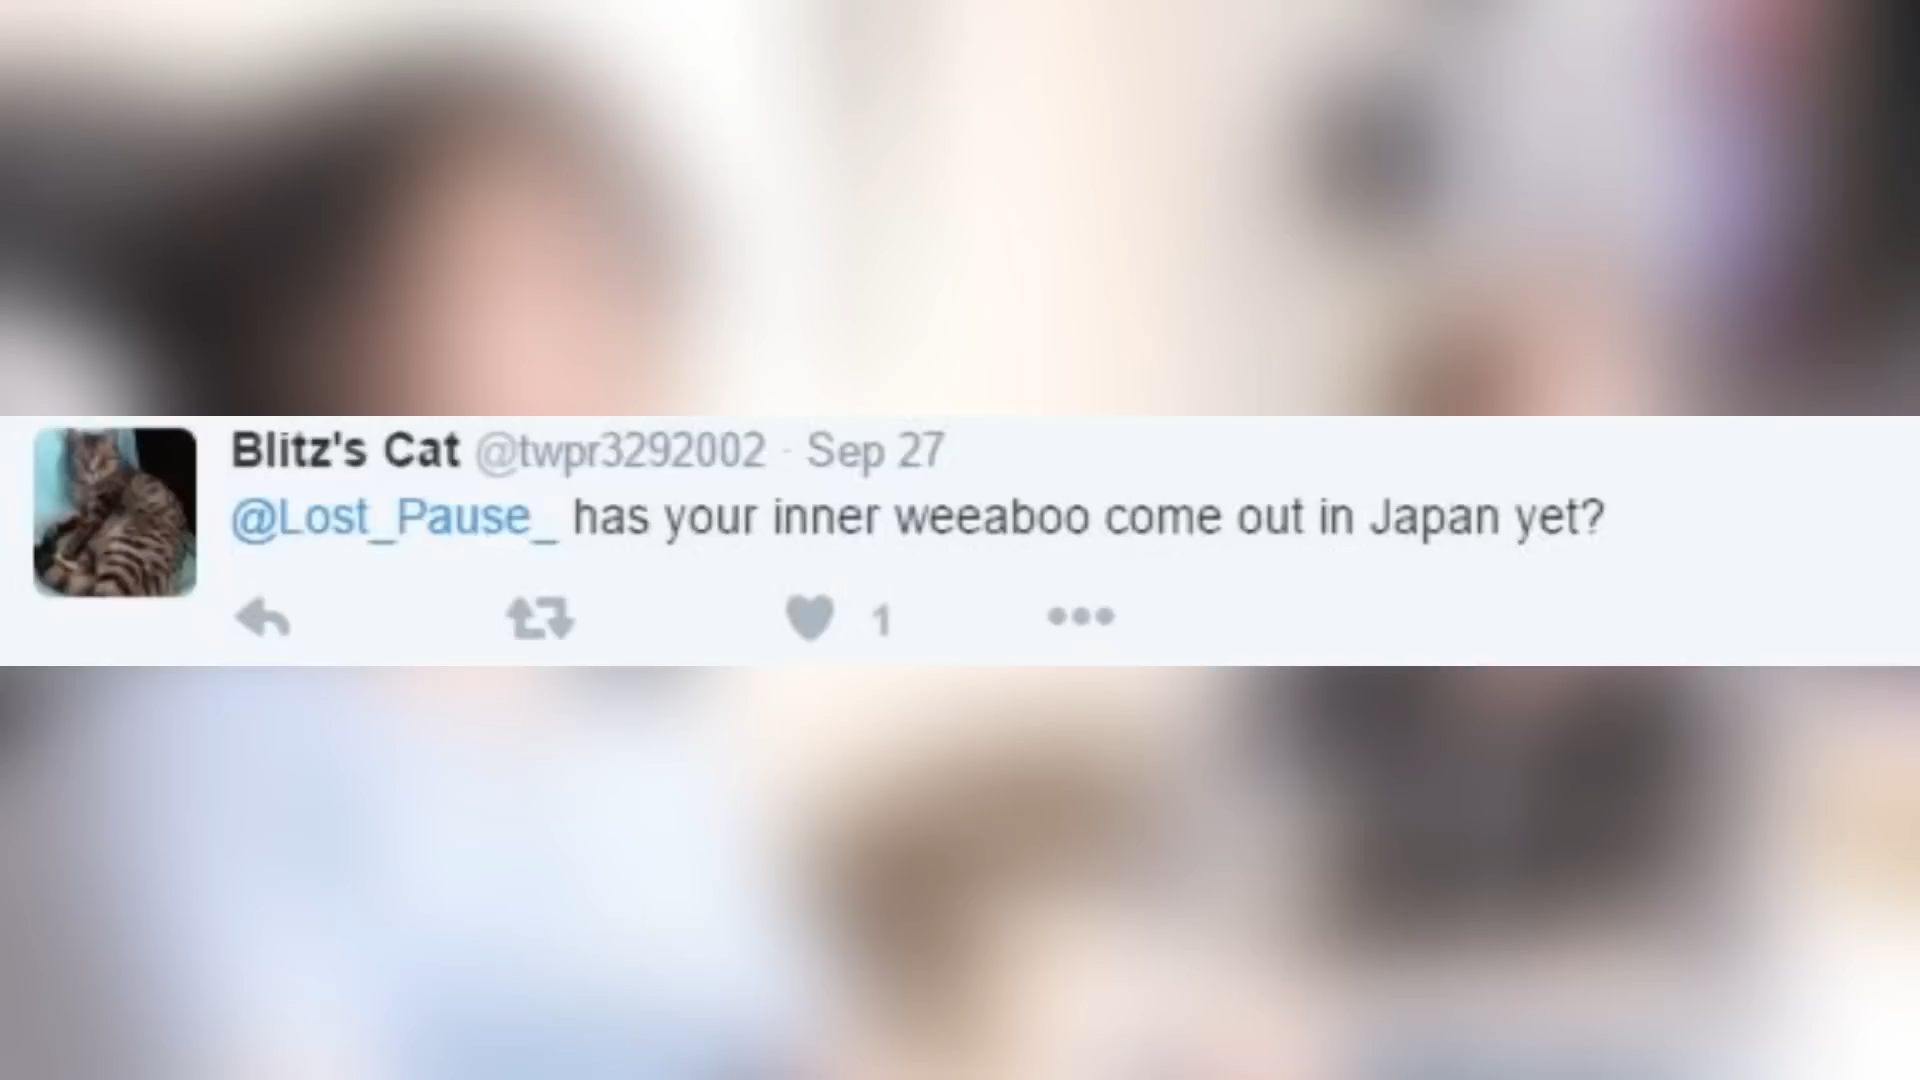 Blitz's Cat @twpr3292002 · Sep 27
@Lost_Pause_ has your inner weeaboo come out in Japan yet?
1